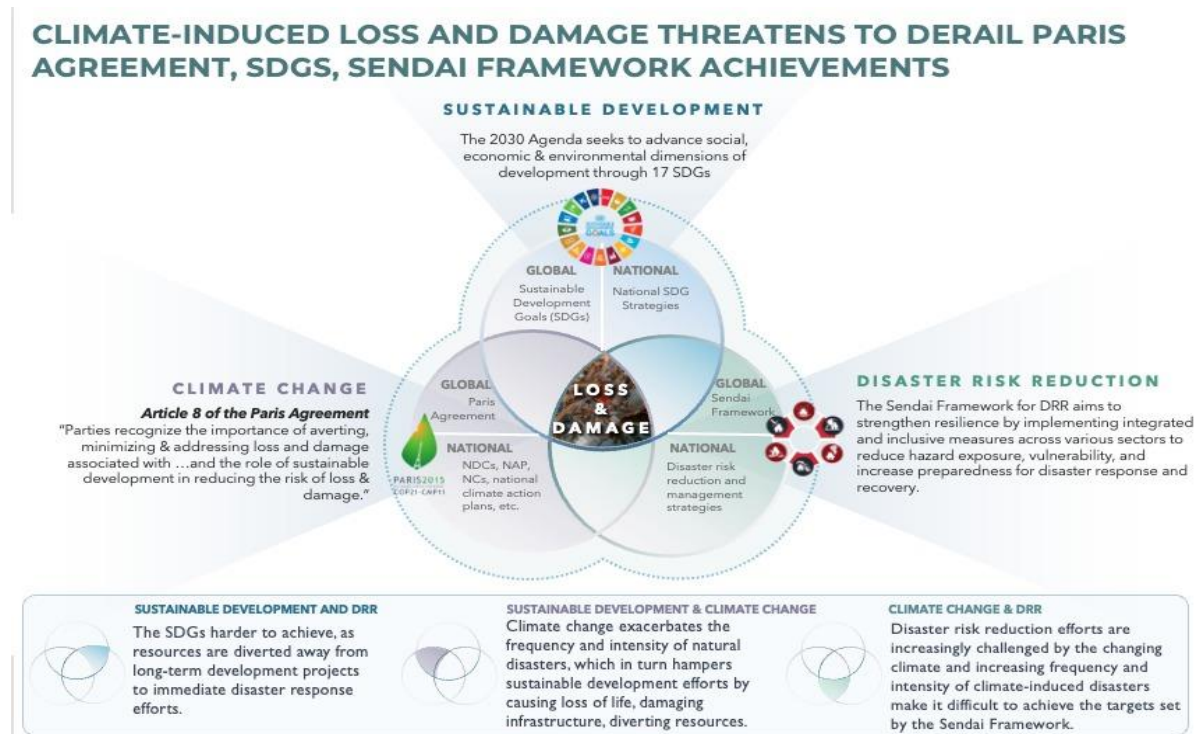 CLIMATE-INDUCED LOSS AND DAMAGE THREATENS TO DERAIL PARIS
AGREEMENT, SDGS, SENDAI FRAMEWORK ACHIEVEMENTS
SUSTAINABLE DEVELOPMENT
The 2030 Agenda seeks to advance social,
economic & environmental dimensions of
development through 17 SDGs
GLOBAL
Sustainable
Development
Goals (SDGs)
NATIONAL
National SDG
Strategies
CLIMATE CHANGE
Article 8 of the Paris Agreement
"Parties recognize the importance of averting,
minimizing & addressing loss and damage
associated with ...and the role of sustainable
development in reducing the risk of loss &
damage."
GLOBAL
Paris
Agreement
NATIONAL
NDCs, NAP,
NCs, national
climate action
plans, etc.
PARIS2015
COP21·CMP11
LOSS
&
DAMAGE
GLOBAL
Sendai
Framework
NATIONAL
Disaster risk
reduction and
management
strategies
DISASTER RISK REDUCTION
The Sendai Framework for DRR aims to
strengthen resilience by implementing integrated
and inclusive measures across various sectors to
reduce hazard exposure, vulnerability, and
increase preparedness for disaster response and
recovery.
SUSTAINABLE DEVELOPMENT AND DRR
The SDGs harder to achieve, as
resources are diverted away from
long-term development projects
to immediate disaster response
efforts.
SUSTAINABLE DEVELOPMENT & CLIMATE CHANGE
Climate change exacerbates the
frequency and intensity of natural
disasters, which in turn hampers
sustainable development efforts by
causing loss of life, damaging
infrastructure, diverting resources.
CLIMATE CHANGE & DRR
Disaster risk reduction efforts are
increasingly challenged by the changing
climate and increasing frequency and
intensity of climate-induced disasters
make it difficult to achieve the targets set
by the Sendai Framework.